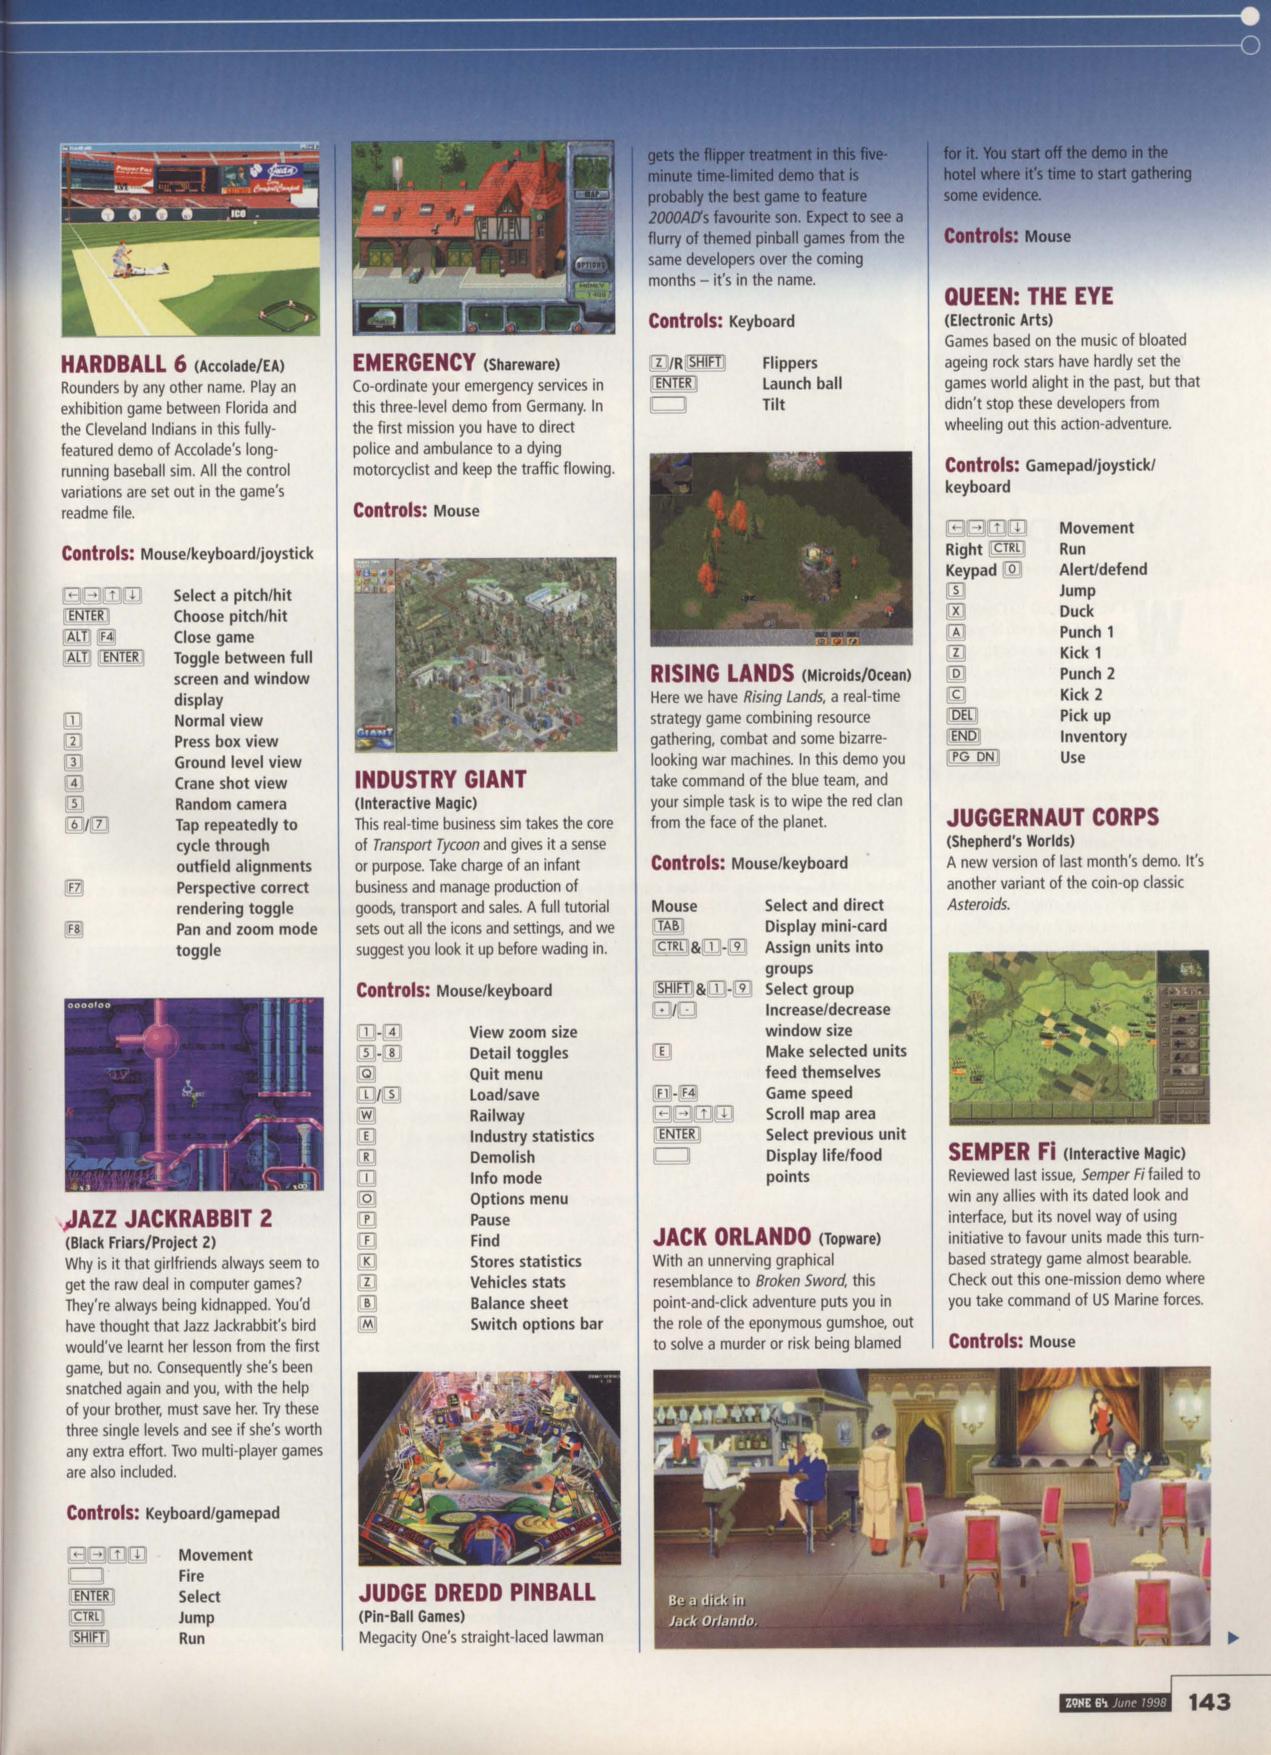 HARDBALL 6 (Accolade/EA)
Rounders by any other name. Play an
exhibition game between Florida and
the Cleveland Indians in this fully-
featured demo of Accolade's long-
running baseball sim. All the control
variations are set out in the game's
readme file.
Controls: Mouse/keyboard/joystick
←→↑↓ Select a pitch/hit
ENTER Choose pitch/hit
ALT F4 Close game
ALT ENTER Toggle between full
screen and window
display
1 Normal view
2 Press box view
3 Ground level view
4 Crane shot view
5 Random camera
6/7 Tap repeatedly to
cycle through
outfield alignments
F7 Perspective correct
rendering toggle
F8 Pan and zoom mode
toggle
JAZZ JACKRABBIT 2
(Black Friars/Project 2)
Why is it that girlfriends always seem to
get the raw deal in computer games?
They're always being kidnapped. You'd
have thought that Jazz Jackrabbit's bird
would've learnt her lesson from the first
game, but no. Consequently she's been
snatched again and you, with the help
of your brother, must save her. Try these
three single levels and see if she's worth
any extra effort. Two multi-player games
are also included.
Controls: Keyboard/gamepad
←→↑↓ Movement
Fire
ENTER Select
CTRL Jump
SHIFT Run
MAP
OPTIONS
EMERGENCY (Shareware)
Co-ordinate your emergency services in
this three-level demo from Germany. In
the first mission you have to direct
police and ambulance to a dying
motorcyclist and keep the traffic flowing.
Controls: Mouse
GIANT
INDUSTRY GIANT
(Interactive Magic)
This real-time business sim takes the core
of Transport Tycoon and gives it a sense
or purpose. Take charge of an infant
business and manage production of
goods, transport and sales. A full tutorial
sets out all the icons and settings, and we
suggest you look it up before wading in.
Controls: Mouse/keyboard
1-4 View zoom size
5-8 Detail toggles
Q Quit menu
L/S Load/save
W Railway
E Industry statistics
R Demolish
I Info mode
O Options menu
P Pause
F Find
K Stores statistics
Z Vehicles stats
B Balance sheet
M Switch options bar
JUDGE DREDD PINBALL
(Pin-Ball Games)
Megacity One's straight-laced lawman
gets the flipper treatment in this five-
minute time-limited demo that is
probably the best game to feature
2000AD's favourite son. Expect to see a
flurry of themed pinball games from the
same developers over the coming
months – it's in the name.
Controls: Keyboard
Z/R SHIFT Flippers
ENTER Launch ball
Tilt
RISING LANDS (Microids/Ocean)
Here we have Rising Lands, a real-time
strategy game combining resource
gathering, combat and some bizarre-
looking war machines. In this demo you
take command of the blue team, and
your simple task is to wipe the red clan
from the face of the planet.
Controls: Mouse/keyboard
Mouse Select and direct
TAB Display mini-card
CTRL&1-9 Assign units into
groups
SHIFT&1-9 Select group
+/- Increase/decrease
window size
E Make selected units
feed themselves
F1-F4 Game speed
←→↑↓ Scroll map area
ENTER Select previous unit
Display life/food
points
JACK ORLANDO (Topware)
With an unnerving graphical
resemblance to Broken Sword, this
point-and-click adventure puts you in
the role of the eponymous gumshoe, out
to solve a murder or risk being blamed
for it. You start off the demo in the
hotel where it's time to start gathering
some evidence.
Controls: Mouse
QUEEN: THE EYE
(Electronic Arts)
Games based on the music of bloated
ageing rock stars have hardly set the
games world alight in the past, but that
didn't stop these developers from
wheeling out this action-adventure.
Controls: Gamepad/joystick/
keyboard
←→↑↓ Movement
Right CTRL Run
Keypad 0 Alert/defend
S Jump
X Duck
A Punch 1
Z Kick 1
D Punch 2
C Kick 2
DEL Pick up
END Inventory
PG DN Use
JUGGERNAUT CORPS
(Shepherd's Worlds)
A new version of last month's demo. It's
another variant of the coin-op classic
Asteroids.
SEMPER Fi (Interactive Magic)
Reviewed last issue, Semper Fi failed to
win any allies with its dated look and
interface, but its novel way of using
initiative to favour units made this turn-
based strategy game almost bearable.
Check out this one-mission demo where
you take command of US Marine forces.
Controls: Mouse
Be a dick in
Jack Orlando.
ZONE 64 June 1998 143